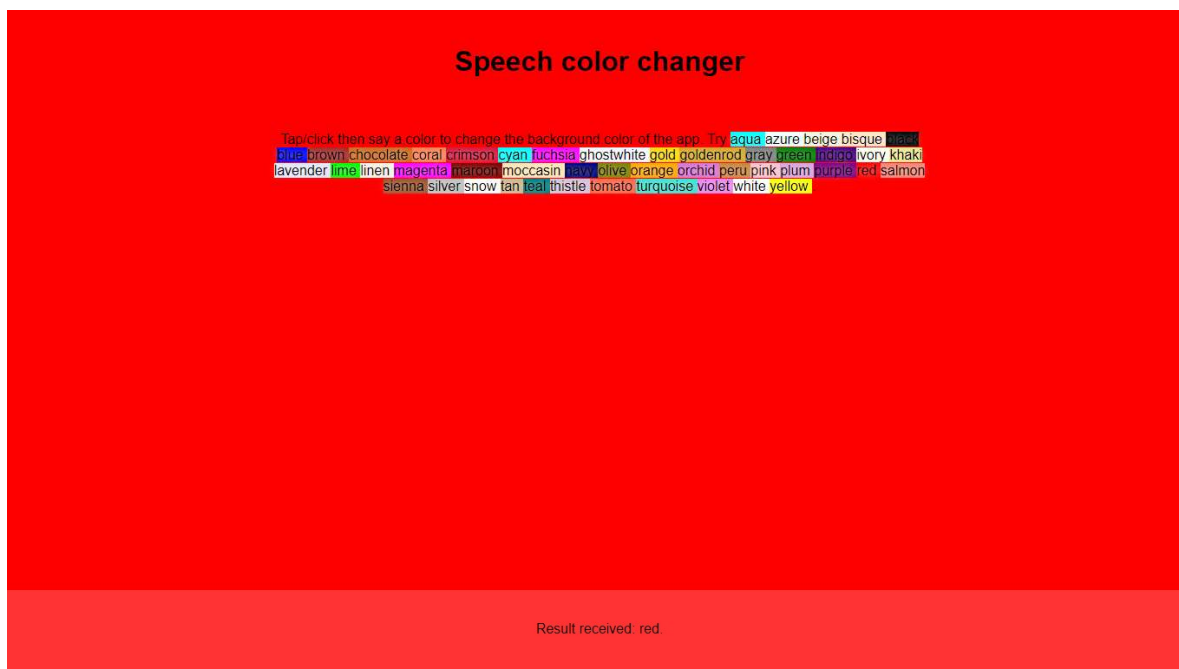 Speech color changer
Tap/click then say a color to change the background color of the app. Try aqua azure beige bisque black
blue brown chocolate coral crimson cyan fuchsia ghostwhite gold goldenrod gray green indigo ivory khaki
lavender lime linen magenta maroon moccasin navy olive orange orchid peru pink plum purple red salmon
sienna silver snow tan teal thistle tomato turquoise violet white yellow
Result received: red.